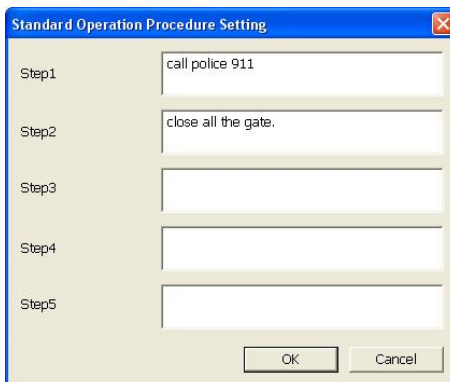 Standard Operation Procedure Setting
Step1
call police 911
Step2
close all the gate.
Step3
Step4
Step5
OK
Cancel